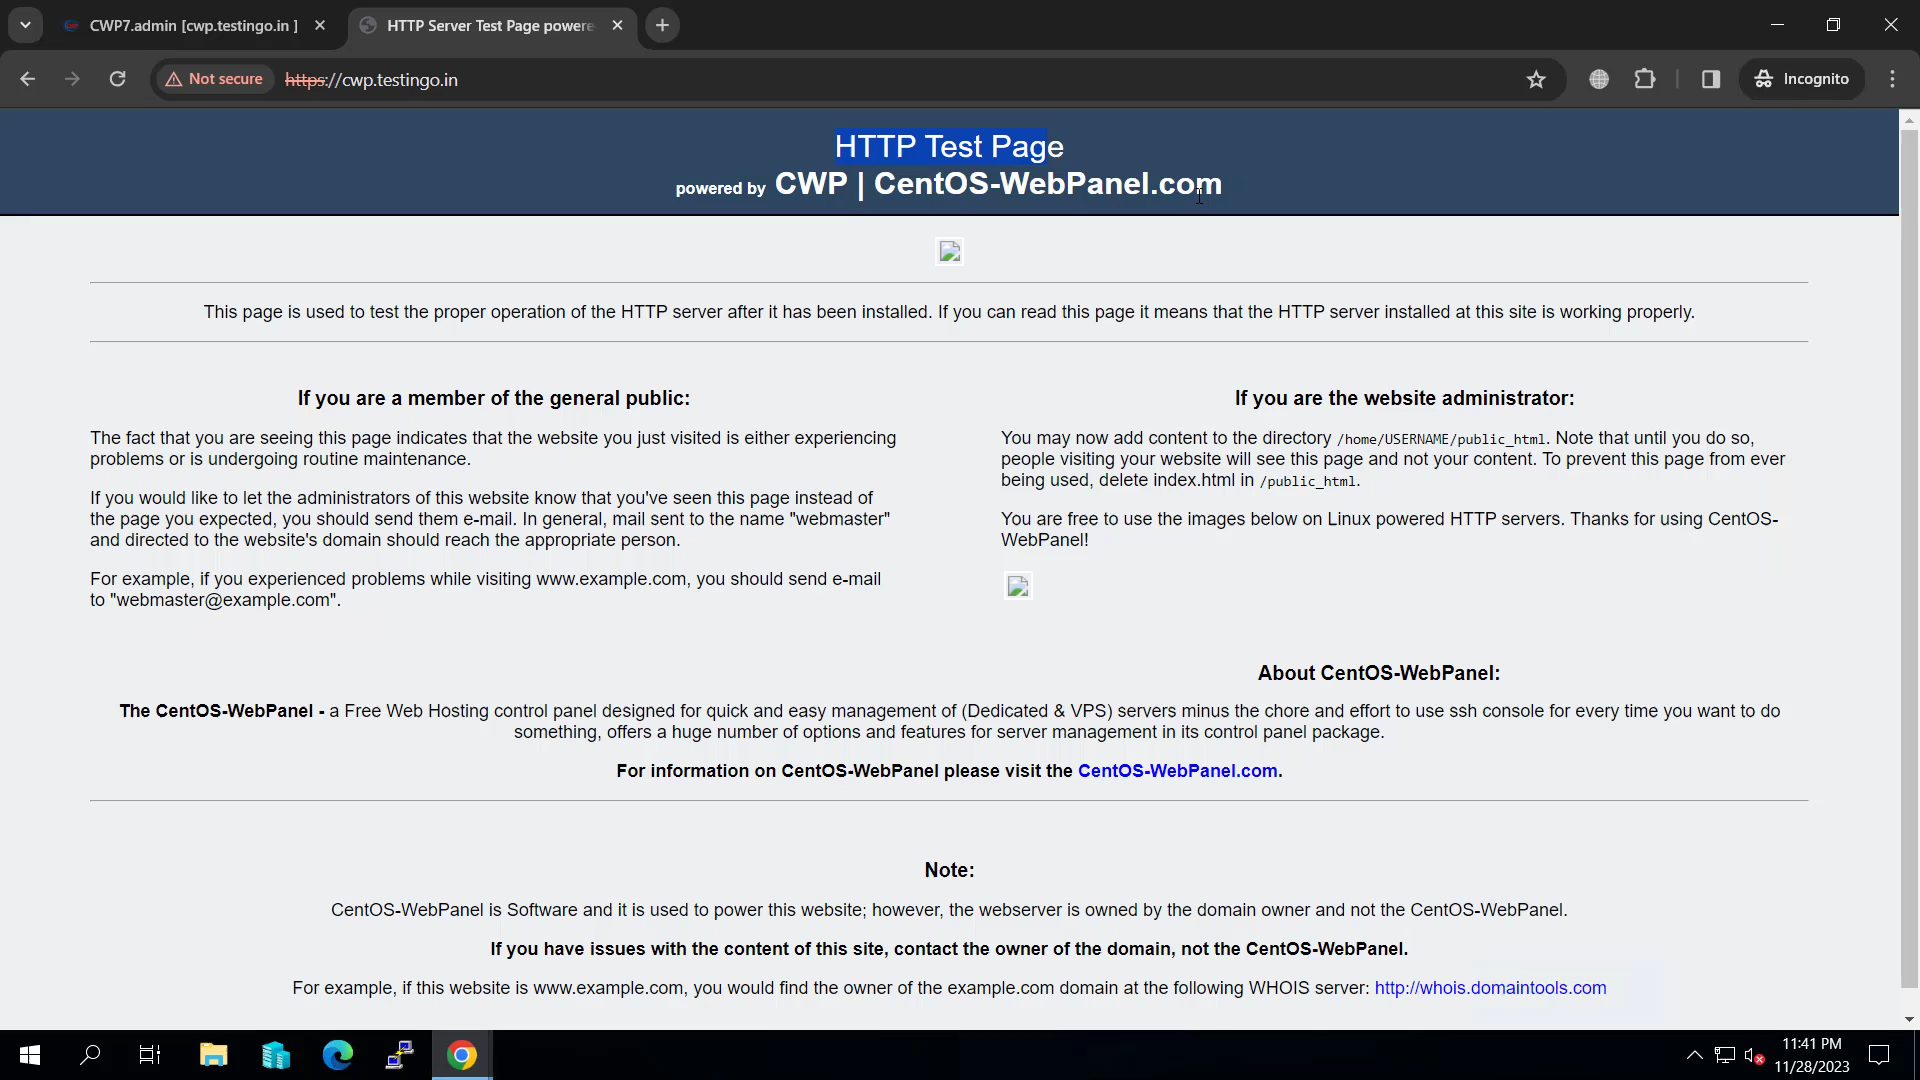 CWP7.admin [cwp.testingo.in ]
HTTP Server Test Page powere
Not secure
https://cwp.testingo.in
Incognito
HTTP Test Page
powered by CWP | CentOS-WebPanel.com
This page is used to test the proper operation of the HTTP server after it has been installed. If you can read this page it means that the HTTP server installed at this site is working properly.
If you are a member of the general public:
The fact that you are seeing this page indicates that the website you just visited is either experiencing
problems or is undergoing routine maintenance.
If you would like to let the administrators of this website know that you've seen this page instead of
the page you expected, you should send them e-mail. In general, mail sent to the name "webmaster"
and directed to the website's domain should reach the appropriate person.
For example, if you experienced problems while visiting www.example.com, you should send e-mail
to "webmaster@example.com".
If you are the website administrator:
You may now add content to the directory /home/USERNAME/public_html. Note that until you do so,
people visiting your website will see this page and not your content. To prevent this page from ever
being used, delete index.html in /public_html.
You are free to use the images below on Linux powered HTTP servers. Thanks for using CentOS-
WebPanel!
About CentOS-WebPanel:
The CentOS-WebPanel - a Free Web Hosting control panel designed for quick and easy management of (Dedicated & VPS) servers minus the chore and effort to use ssh console for every time you want to do
something, offers a huge number of options and features for server management in its control panel package.
For information on CentOS-WebPanel please visit the CentOS-WebPanel.com.
Note:
CentOS-WebPanel is Software and it is used to power this website; however, the webserver is owned by the domain owner and not the CentOS-WebPanel.
If you have issues with the content of this site, contact the owner of the domain, not the CentOS-WebPanel.
For example, if this website is www.example.com, you would find the owner of the example.com domain at the following WHOIS server: http://whois.domaintools.com
11:41 PM
11/28/2023